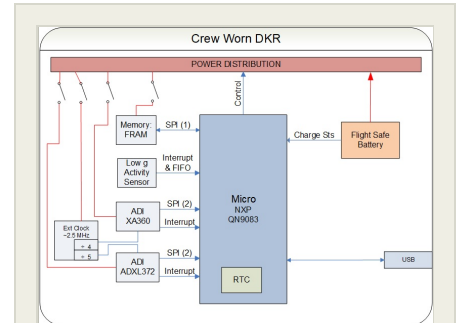 Crew Worn DKR
POWER DISTRIBUTION
Control
Memory:
FRAM
SPI (1)
Charge Sts
Flight Safe
Battery
Low g
Activity
Sensor
Interrupt
& FIFO
Micro
NXP
QN9083
ADI
XA360
SPI (2)
Interrupt
Ext Clock
~2.5 MHz
÷ 4
÷ 5
ADI
ADXL372
SPI (2)
Interrupt
RTC
USB